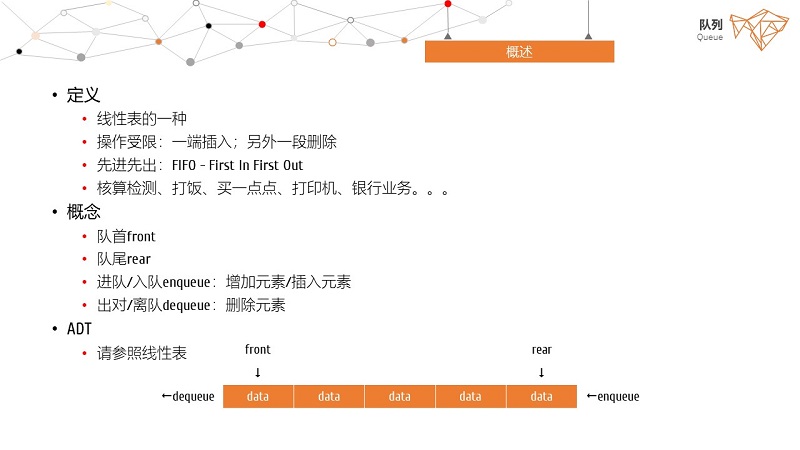 队列
Queue
概述
• 定义
• 线性表的一种
• 操作受限：一端插入；另外一段删除
• 先进先出：FIFO - First In First Out
• 核算检测、打饭、买一点点、打印机、银行业务。。。
• 概念
• 队首front
• 队尾rear
• 进队/入队enqueue：增加元素/插入元素
• 出对/离队dequeue：删除元素
• ADT
• 请参照线性表
front rear
↓ ↓
←dequeue data data data data data ←enqueue